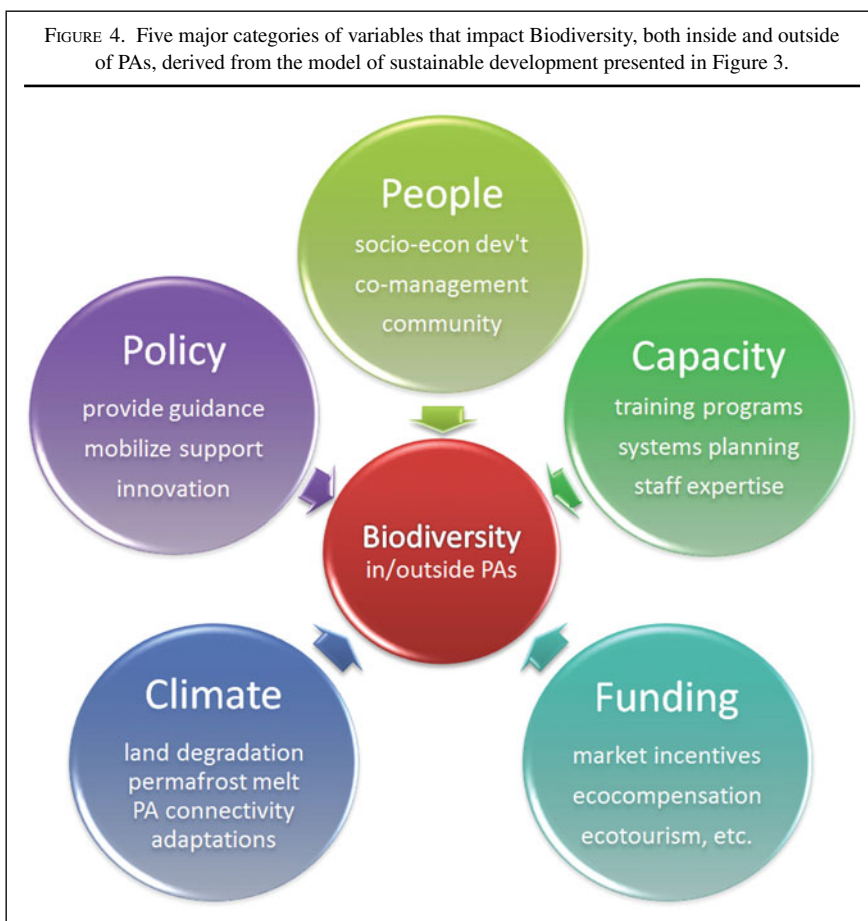 FIGURE 4. Five major categories of variables that impact Biodiversity, both inside and outside
of PAs, derived from the model of sustainable development presented in Figure 3.
People
socio-econ dev't
co-management
community
Policy
provide guidance
mobilize support
innovation
Capacity
training programs
systems planning
staff expertise
Biodiversity
in/outside PAs
Climate
land degradation
permafrost melt
PA connectivity
adaptations
Funding
market incentives
ecocompensation
ecotourism, etc.